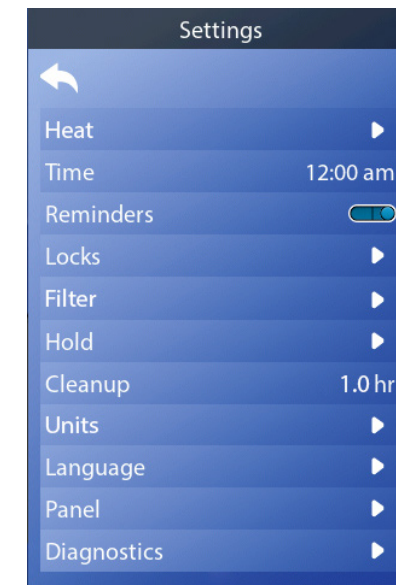 Settings
Heat
Time 12:00 am
Reminders
Locks
Filter
Hold
Cleanup 1.0 hr
Units
Language
Panel
Diagnostics